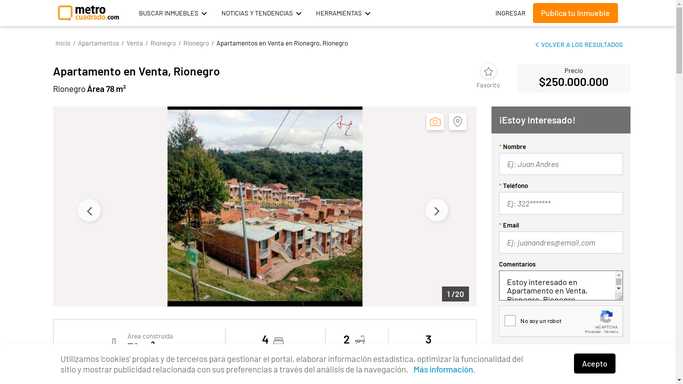 metro
cuadrado.com
BUSCAR INMUEBLES
NOTICIAS Y TENDENCIAS
HERRAMIENTAS
INGRESAR
Publica tu Inmueble
Inicio / Apartamentos / Venta / Rionegro / Rionegro / Apartamentos en Venta en Rionegro, Rionegro
VOLVER A LOS RESULTADOS
Apartamento en Venta, Rionegro
Rionegro Área 78 m²
Favorito
Precio
$250.000.000
¡Estoy Interesado!
* Nombre
Ej: Juan Andres
* Teléfono
Ej: 322*******
* Email
Ej: juanandres@email.com
Comentarios
Estoy interesado en
Apartamento en Venta,
Rionegro, Rionegro
1 / 20
No soy un robot
reCAPTCHA
Privacidad - Términos
Área construida
4
2
3
Utilizamos 'cookies' propias y de terceros para gestionar el portal, elaborar información estadística, optimizar la funcionalidad del
sitio y mostrar publicidad relacionada con sus preferencias a través del análisis de la navegación. Más información.
Acepto